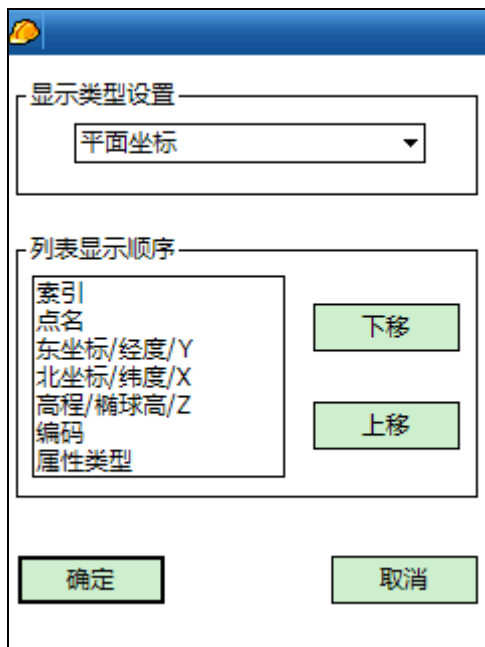 显示类型设置
平面坐标
列表显示顺序
索引
点名
东坐标/经度/Y
北坐标/纬度/X
高程/椭球高/Z
编码
属性类型
下移
上移
确定
取消